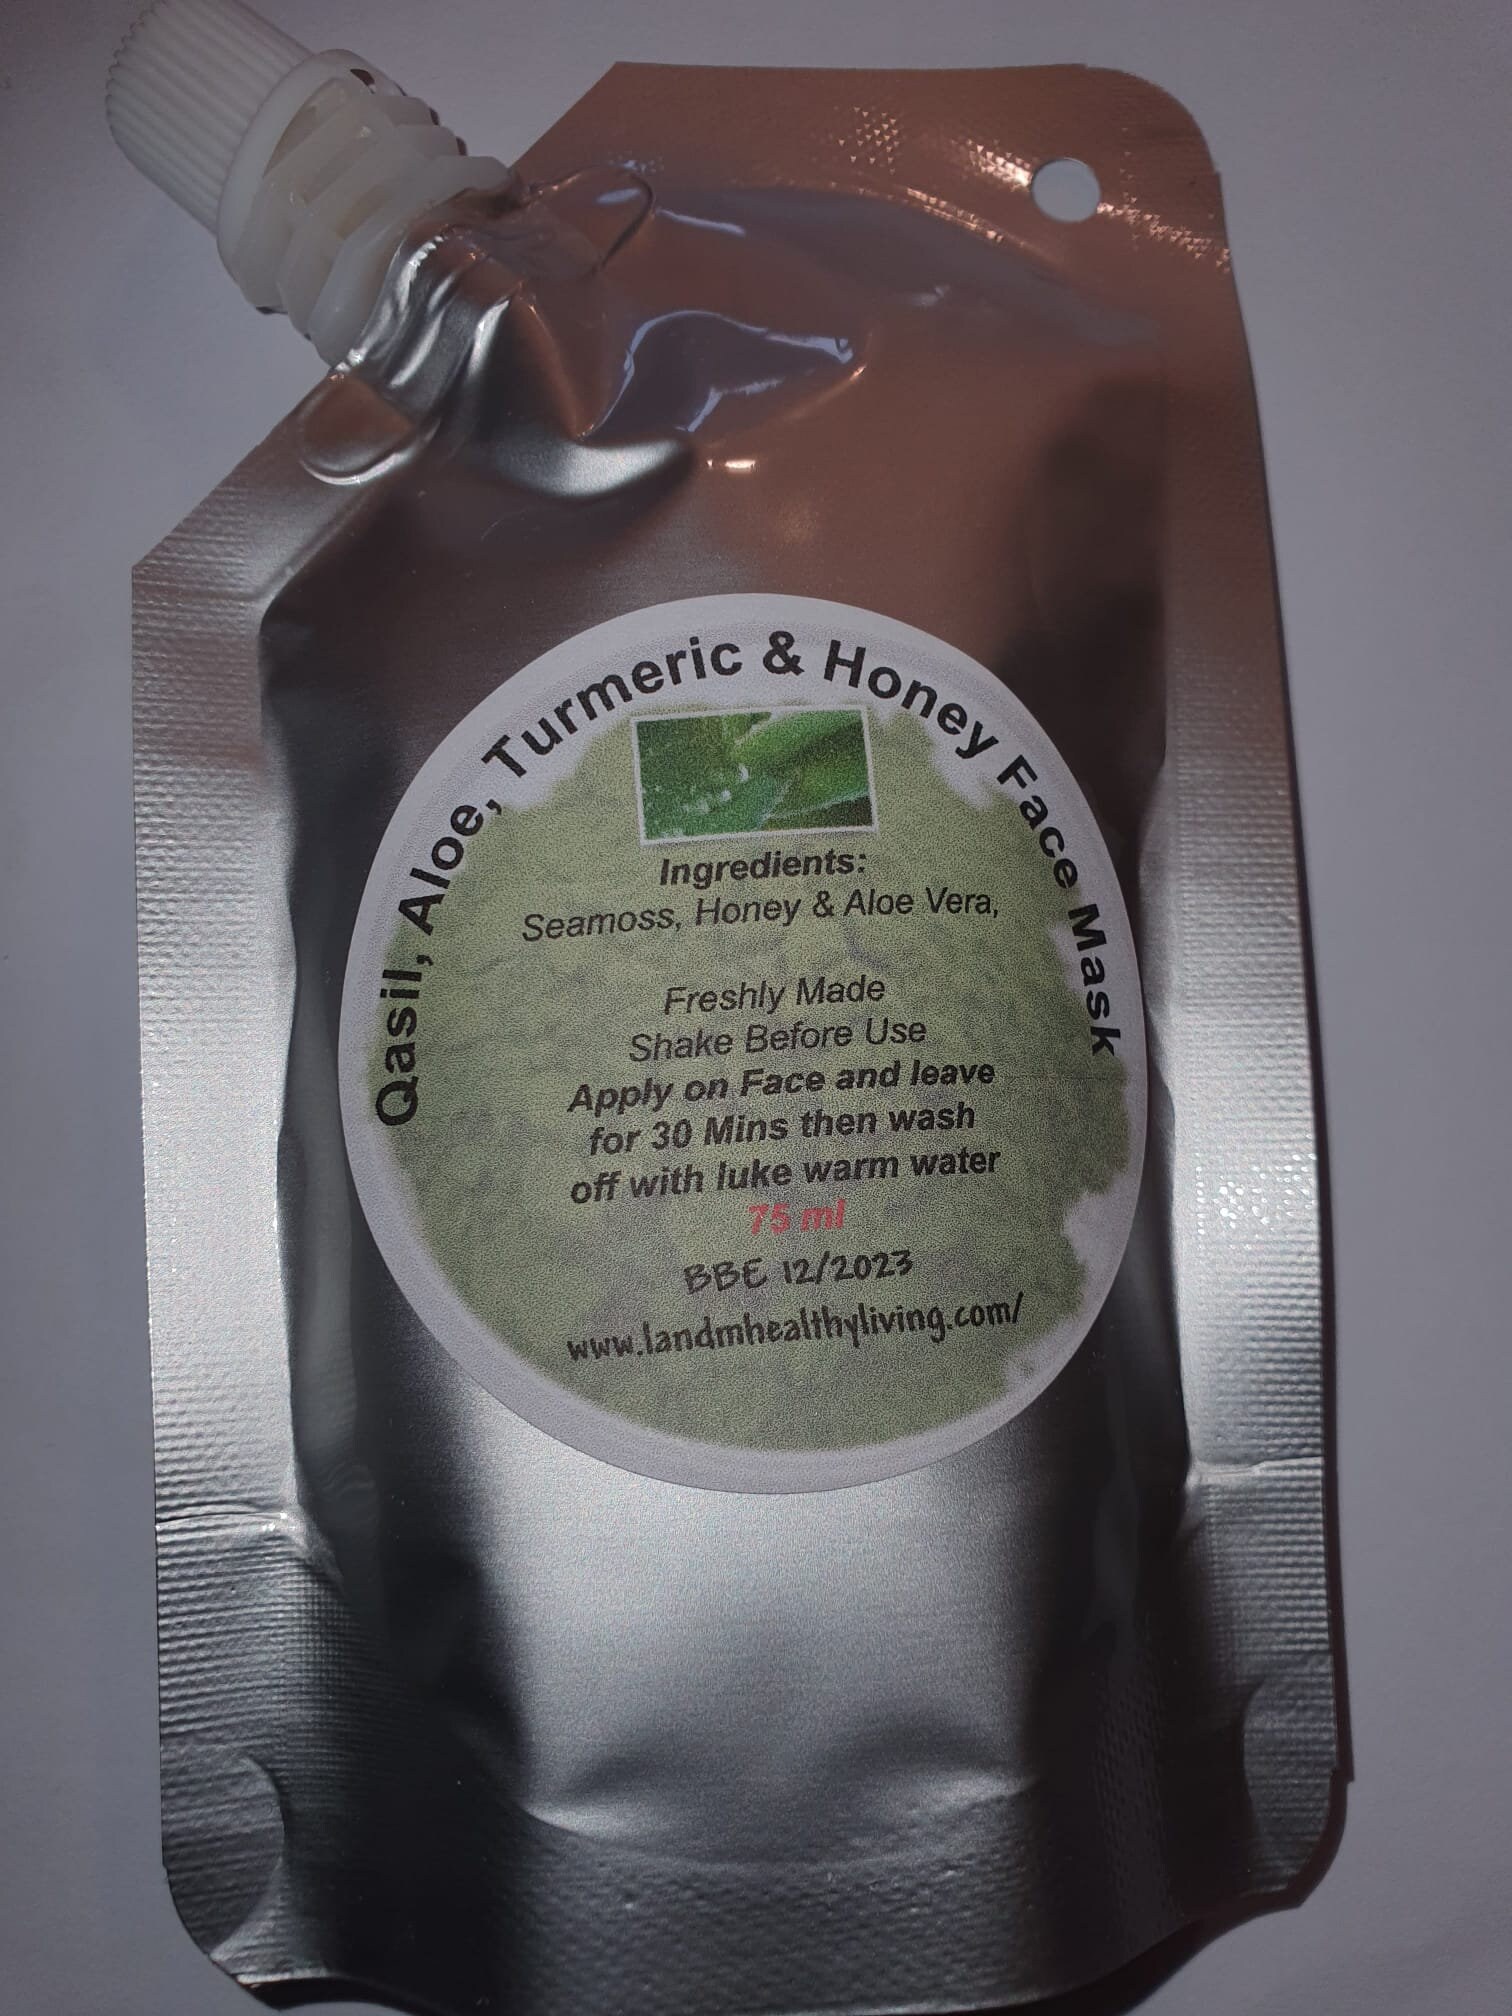 Qasil, Aloe, Turmeric & Honey Face Mask
Ingredients:
Seamoss, Honey & Aloe Vera,
Freshly Made
Shake Before Use
Apply on Face and leave
for 30 Mins then wash
off with luke warm water
75 ml
BBE 12/2023
www.landmhealthyliving.com/